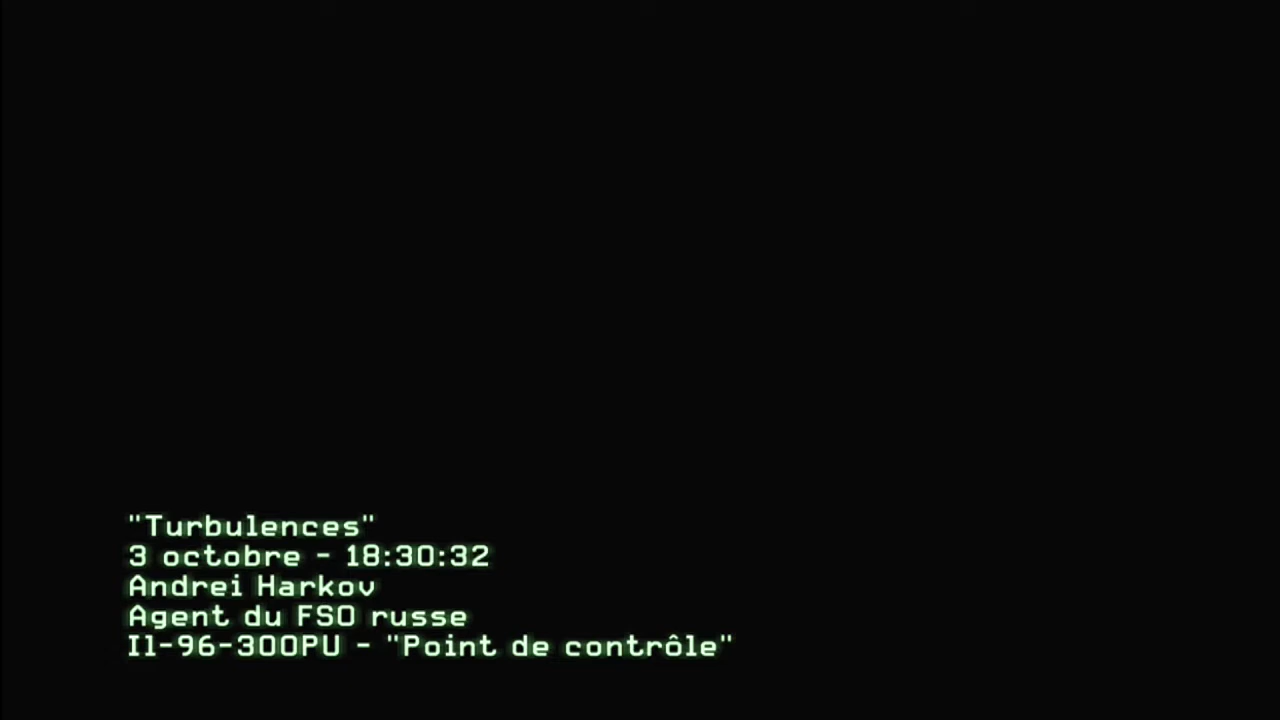 "Turbulences"
3 octobre - 18:30:32
Andrei Harkov
Agent du FSO russe
Il-96-300PU - "Point de contrôle"